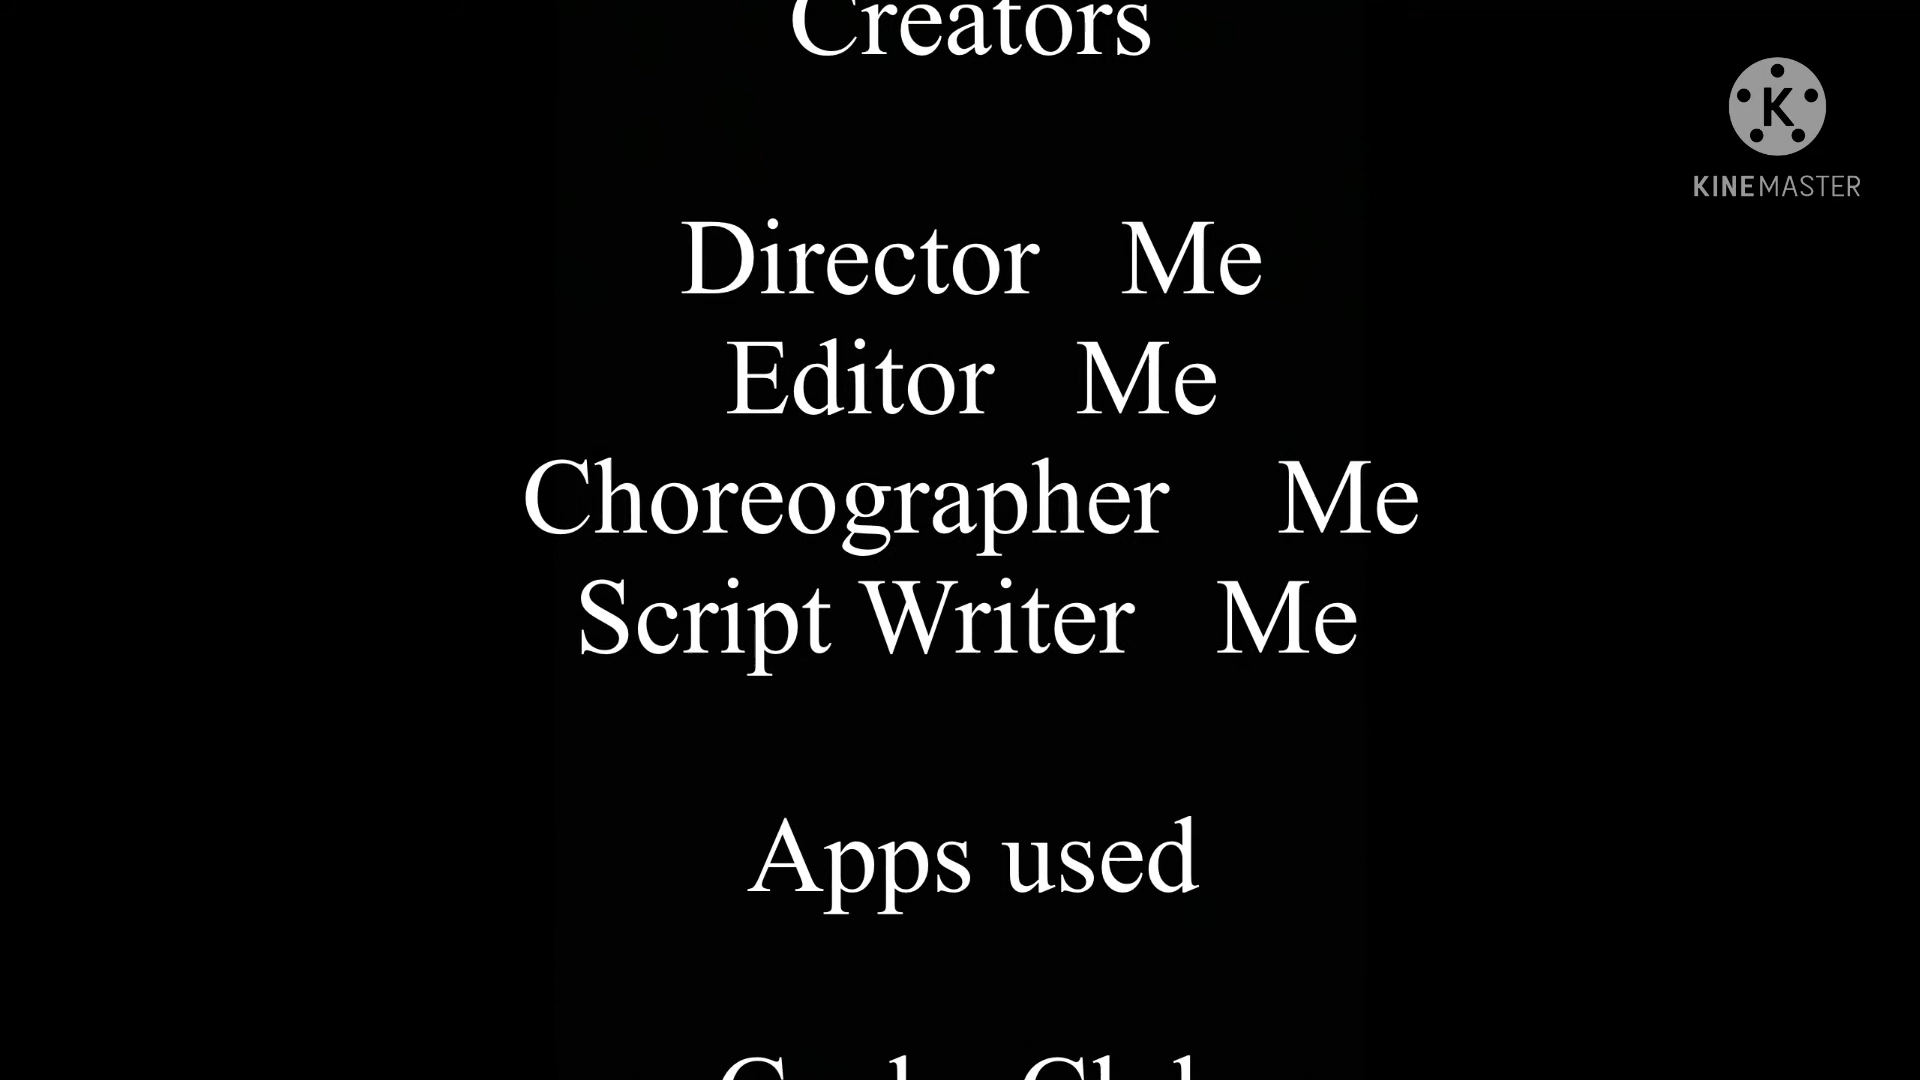 Creators
KINEMASTER
Director Me
Editor Me
Choreographer Me
Script Writer Me
Apps used